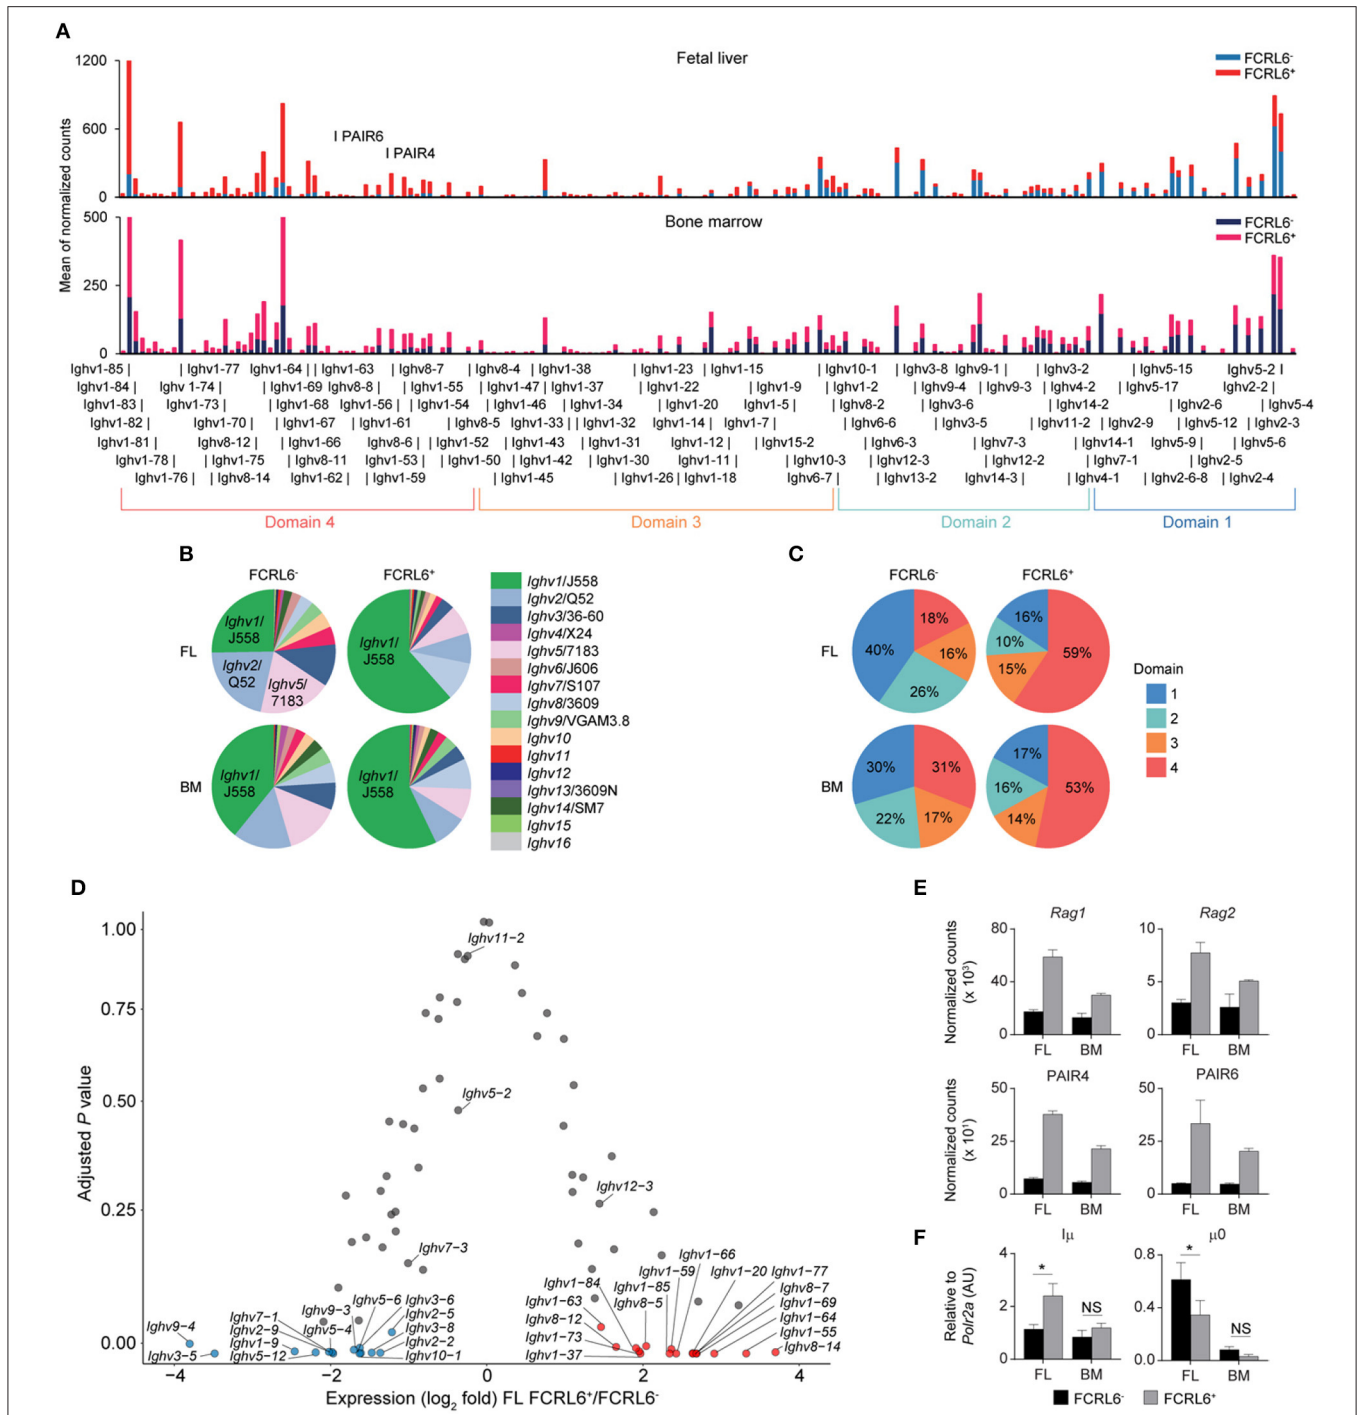 A
Fetal liver
FCRL6-
FCRL6+
1200
600
0
I PAIR6
I PAIR4
Mean of normalized counts
Bone marrow
FCRL6-
FCRL6+
500
250
0
Ighv1-85 | Ighv1-77 Ighv1-64 | | Ighv1-63 | Ighv8-7 Ighv8-4 | | Ighv1-38 | Ighv1-23 | Ighv1-15 | Ighv10-1 | Ighv3-8 Ighv9-1 | | Ighv3-2 | Ighv5-15 Ighv5-2 |
Ighv1-84 | Ighv1-74 | | Ighv1-69 Ighv8-8 | | Ighv1-55 | Ighv1-47 | | Ighv1-37 | Ighv1-22 | Ighv1-9 | Ighv1-2 | Ighv9-4 | Ighv9-3 | Ighv4-2 | Ighv5-17 Ighv2-2 |
Ighv1-83 | Ighv1-73 | | Ighv1-68 Ighv1-56 | | Ighv1-54 | Ighv1-46 | Ighv1-34 | Ighv1-20 Ighv1-5 | | Ighv8-2 | Ighv3-6 Ighv14-2 | | Ighv2-6 | Ighv5-4
Ighv1-82 | Ighv1-70 | | Ighv1-67 | Ighv1-61 Ighv8-5 | Ighv1-33 | | Ighv1-32 Ighv1-14 | | Ighv1-7 | Ighv6-6 | Ighv3-5 Ighv11-2 | | Ighv2-9 | Ighv5-12 | Ighv2-3
Ighv1-81 | Ighv8-12 | | Ighv1-66 Ighv8-6 | | Ighv1-52 | Ighv1-43 | Ighv1-31 Ighv1-12 | | Ighv15-2 | Ighv6-3 | Ighv7-3 | Ighv14-1 Ighv5-9 | | Ighv5-6
Ighv1-78 | | Ighv1-75 | Ighv8-11 Ighv1-53 | | Ighv1-50 | Ighv1-42 | Ighv1-30 Ighv1-11 | Ighv10-3 | | Ighv12-3 | Ighv12-2 | Ighv7-1 | Ighv2-5
Ighv1-76 | | Ighv8-14 Ighv1-62 | | Ighv1-59 | Ighv1-45 | Ighv1-26 | Ighv1-18 Ighv6-7 | | Ighv13-2 Ighv14-3 | | Ighv4-1 | Ighv2-6-8 | Ighv2-4
Domain 4
Domain 3
Domain 2
Domain 1
B
FCRL6-
FCRL6+
FL
Ighv1/
J558
Ighv2/
Q52
Ighv5/
7183
Ighv1/
J558
BM
Ighv1/
J558
Ighv1/
J558
Ighv1/J558
Ighv2/Q52
Ighv3/36-60
Ighv4/X24
Ighv5/7183
Ighv6/J606
Ighv7/S107
Ighv8/3609
Ighv9/VGAM3.8
Ighv10
Ighv11
Ighv12
Ighv13/3609N
Ighv14/SM7
Ighv15
Ighv16
C
FCRL6-
FCRL6+
FL
18%
40%
16%
26%
16%
10%
15%
59%
BM
30%
31%
22%
17%
17%
16%
14%
53%
Domain
1
2
3
4
D
Adjusted P value
1.00
0.75
0.50
0.25
0.00
Ighv11-2
Ighv5-2
Ighv12-3
Ighv7-3
Ighv1-66
Ighv1-59
Ighv1-20
Ighv1-77
Ighv1-84
Ighv1-85
Ighv8-7
Ighv1-63
Ighv8-5
Ighv1-69
Ighv8-12
Ighv1-64
Ighv1-73
Ighv1-55
Ighv1-37
Ighv8-14
Ighv5-6
Ighv3-6
Ighv7-1
Ighv9-3
Ighv2-5
Ighv9-4
Ighv2-9
Ighv5-4
Ighv3-8
Ighv1-9
Ighv2-2
Ighv3-5
Ighv5-12
Ighv10-1
-4
-2
0
2
4
Expression (log2 fold) FL FCRL6+/FCRL6-
E
Rag1
Rag2
Normalized counts
(x 10³)
80
40
0
FL
BM
10
5
0
FL
BM
PAIR4
PAIR6
Normalized counts
(x 10¹)
50
25
0
FL
BM
50
25
0
FL
BM
F
Iμ
μ0
Relative to
Polr2a (AU)
4
2
0
*
NS
FL
BM
0.8
0.4
0.0
*
NS
FL
BM
FCRL6-
FCRL6+